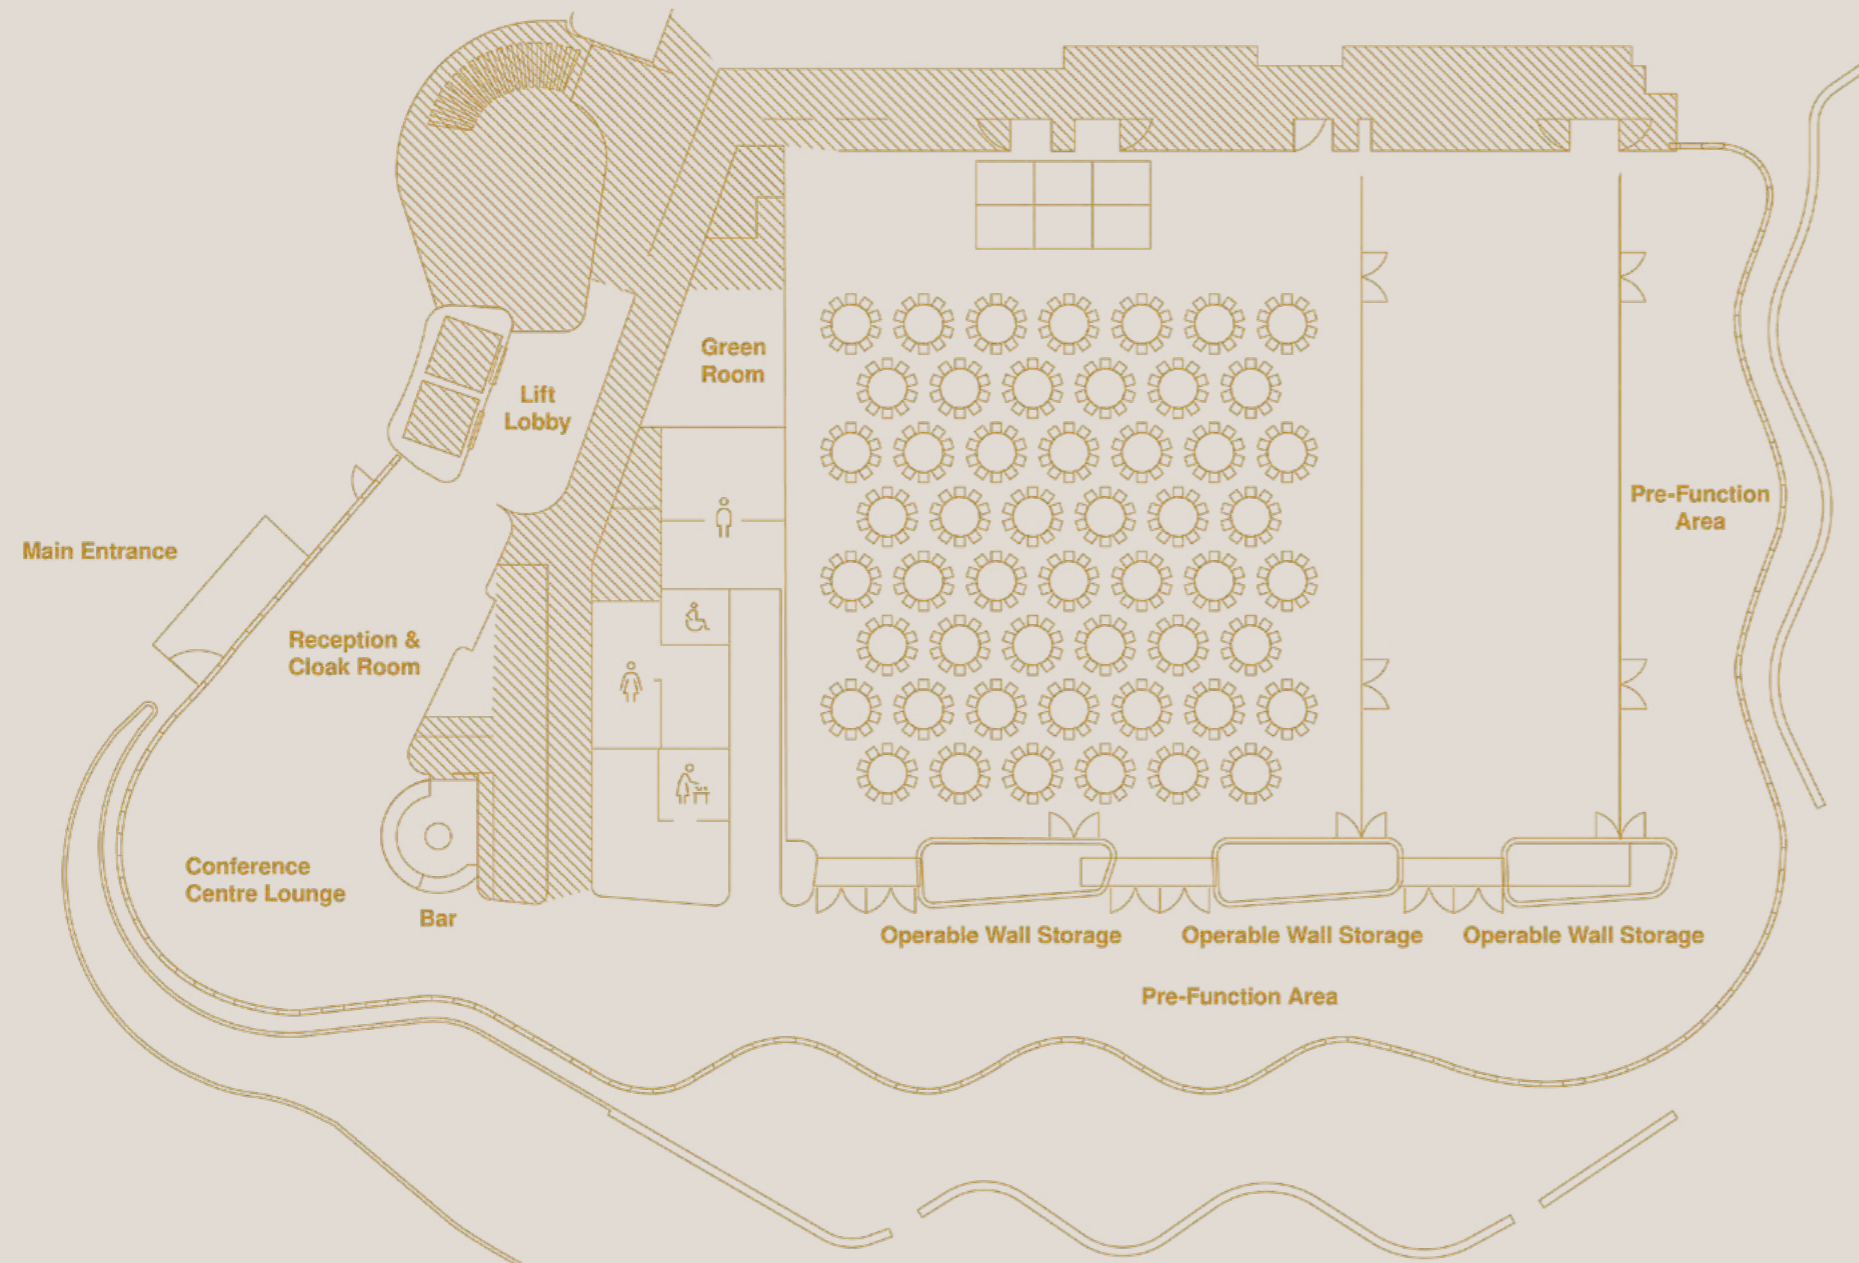 Green
Room
Lift
Lobby
Pre-Function
Area
Main Entrance
Reception &
Cloak Room
Conference
Centre Lounge
Bar
Operable Wall Storage
Operable Wall Storage
Operable Wall Storage
Pre-Function Area